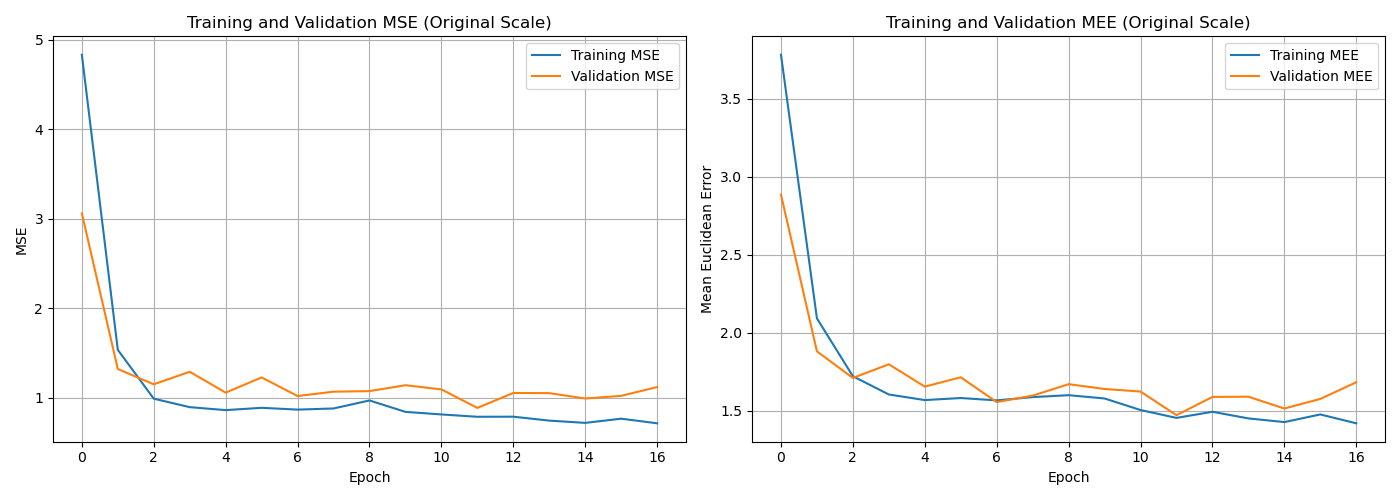 Training and Validation MSE (Original Scale)
Training MSE
Validation MSE
MSE
5
4
3
2
1
0 2 4 6 8 10 12 14 16
Epoch
Training and Validation MEE (Original Scale)
Training MEE
Validation MEE
Mean Euclidean Error
3.5
3.0
2.5
2.0
1.5
0 2 4 6 8 10 12 14 16
Epoch